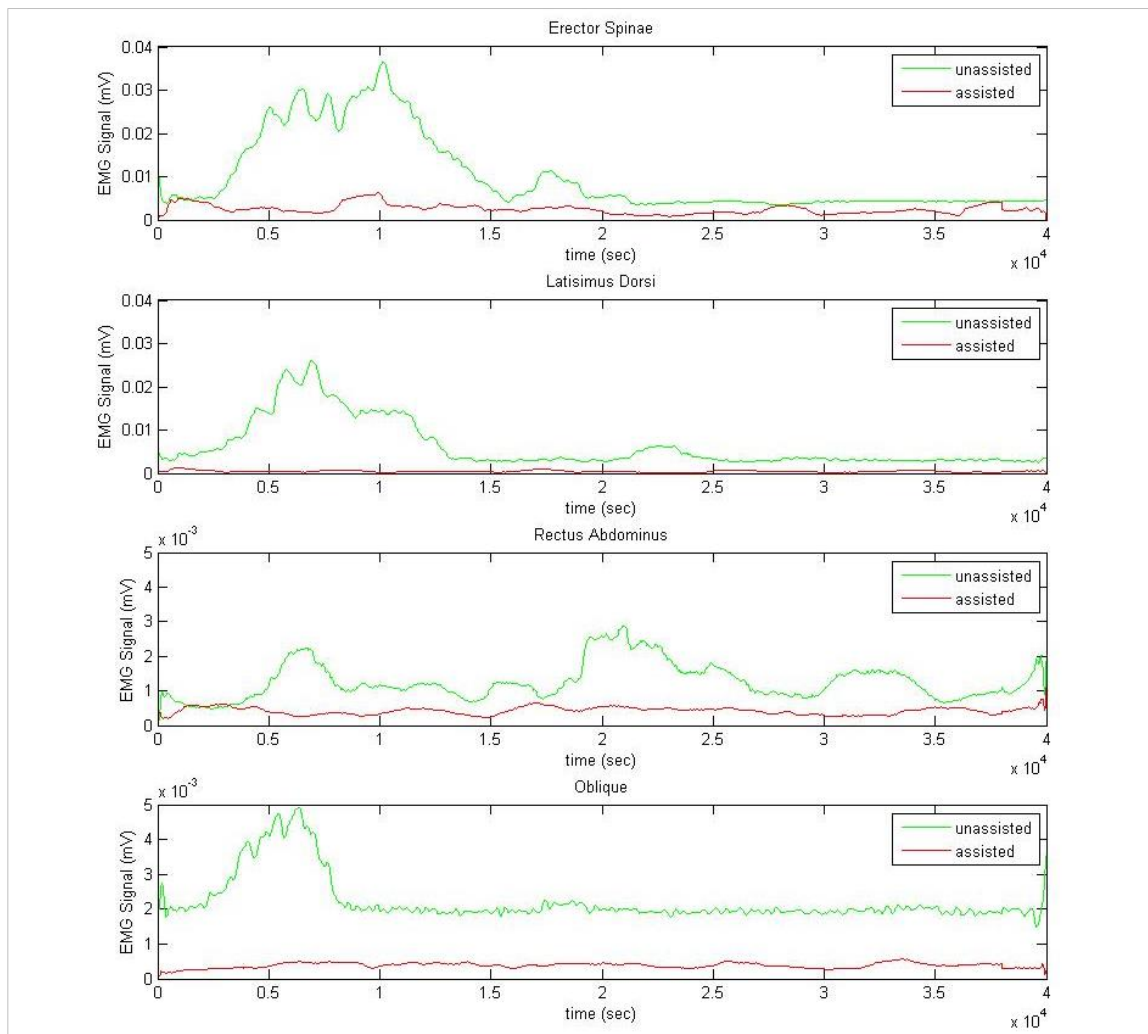 Erector Spinae
EMG Signal (mV)
0.04
0.03
0.02
0.01
0
unassisted
assisted
0 0.5 1 1.5 2 2.5 3 3.5 4
time (sec)
x 10^4
Latisimus Dorsi
EMG Signal (mV)
0.04
0.03
0.02
0.01
0
unassisted
assisted
0 0.5 1 1.5 2 2.5 3 3.5 4
time (sec)
x 10^4
Rectus Abdominus
x 10^-3
EMG Signal (mV)
5
4
3
2
1
0
unassisted
assisted
0 0.5 1 1.5 2 2.5 3 3.5 4
time (sec)
x 10^4
Oblique
x 10^-3
EMG Signal (mV)
5
4
3
2
1
0
unassisted
assisted
0 0.5 1 1.5 2 2.5 3 3.5 4
time (sec)
x 10^4